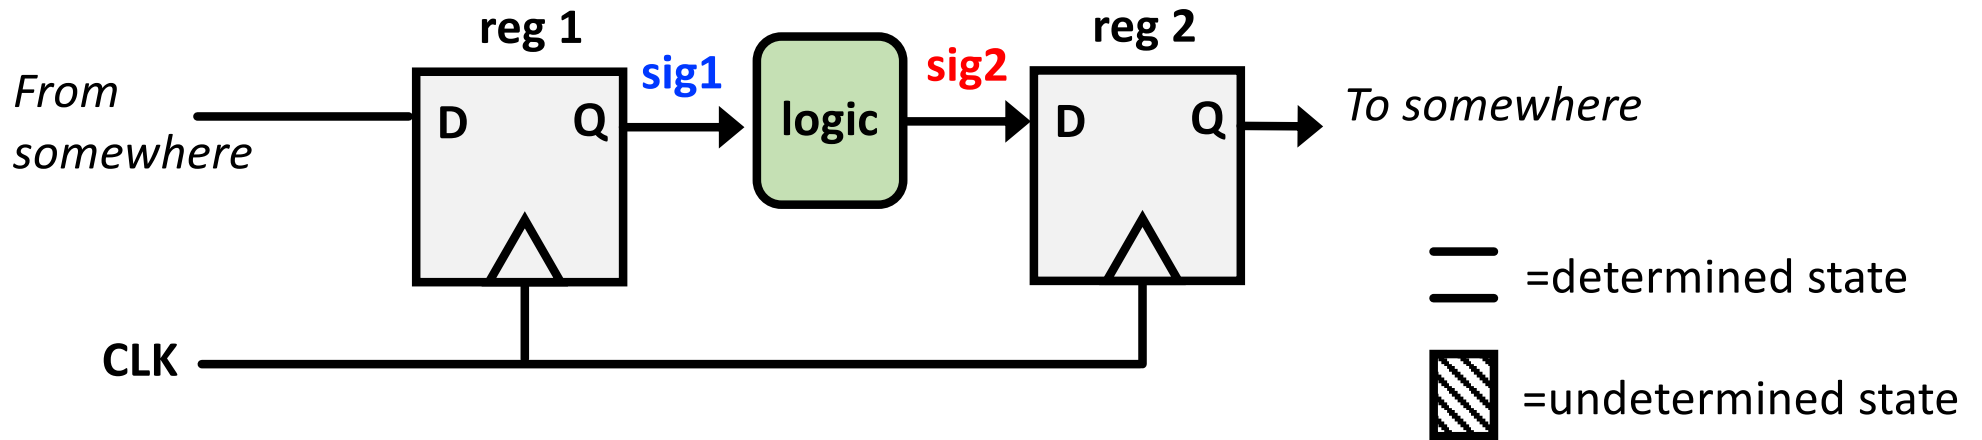 reg 1
reg 2
From
somewhere
sig1
logic
sig2
To somewhere
D
Q
D
Q
CLK
=determined state
=undetermined state